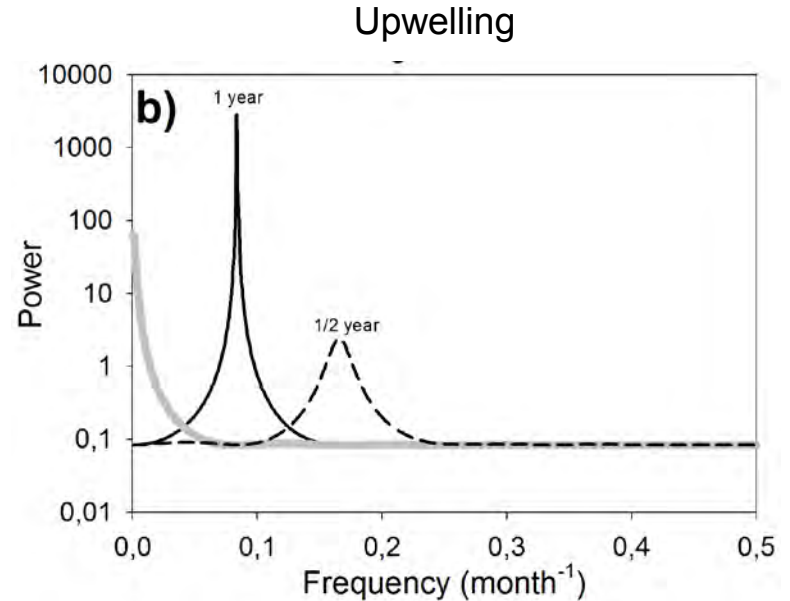 Upwelling
10000
b)
1 year
1000
100
10
1/2 year
1
0,1
0,01
Power
0,0 0,1 0,2 0,3 0,4 0,5
Frequency (month⁻¹)